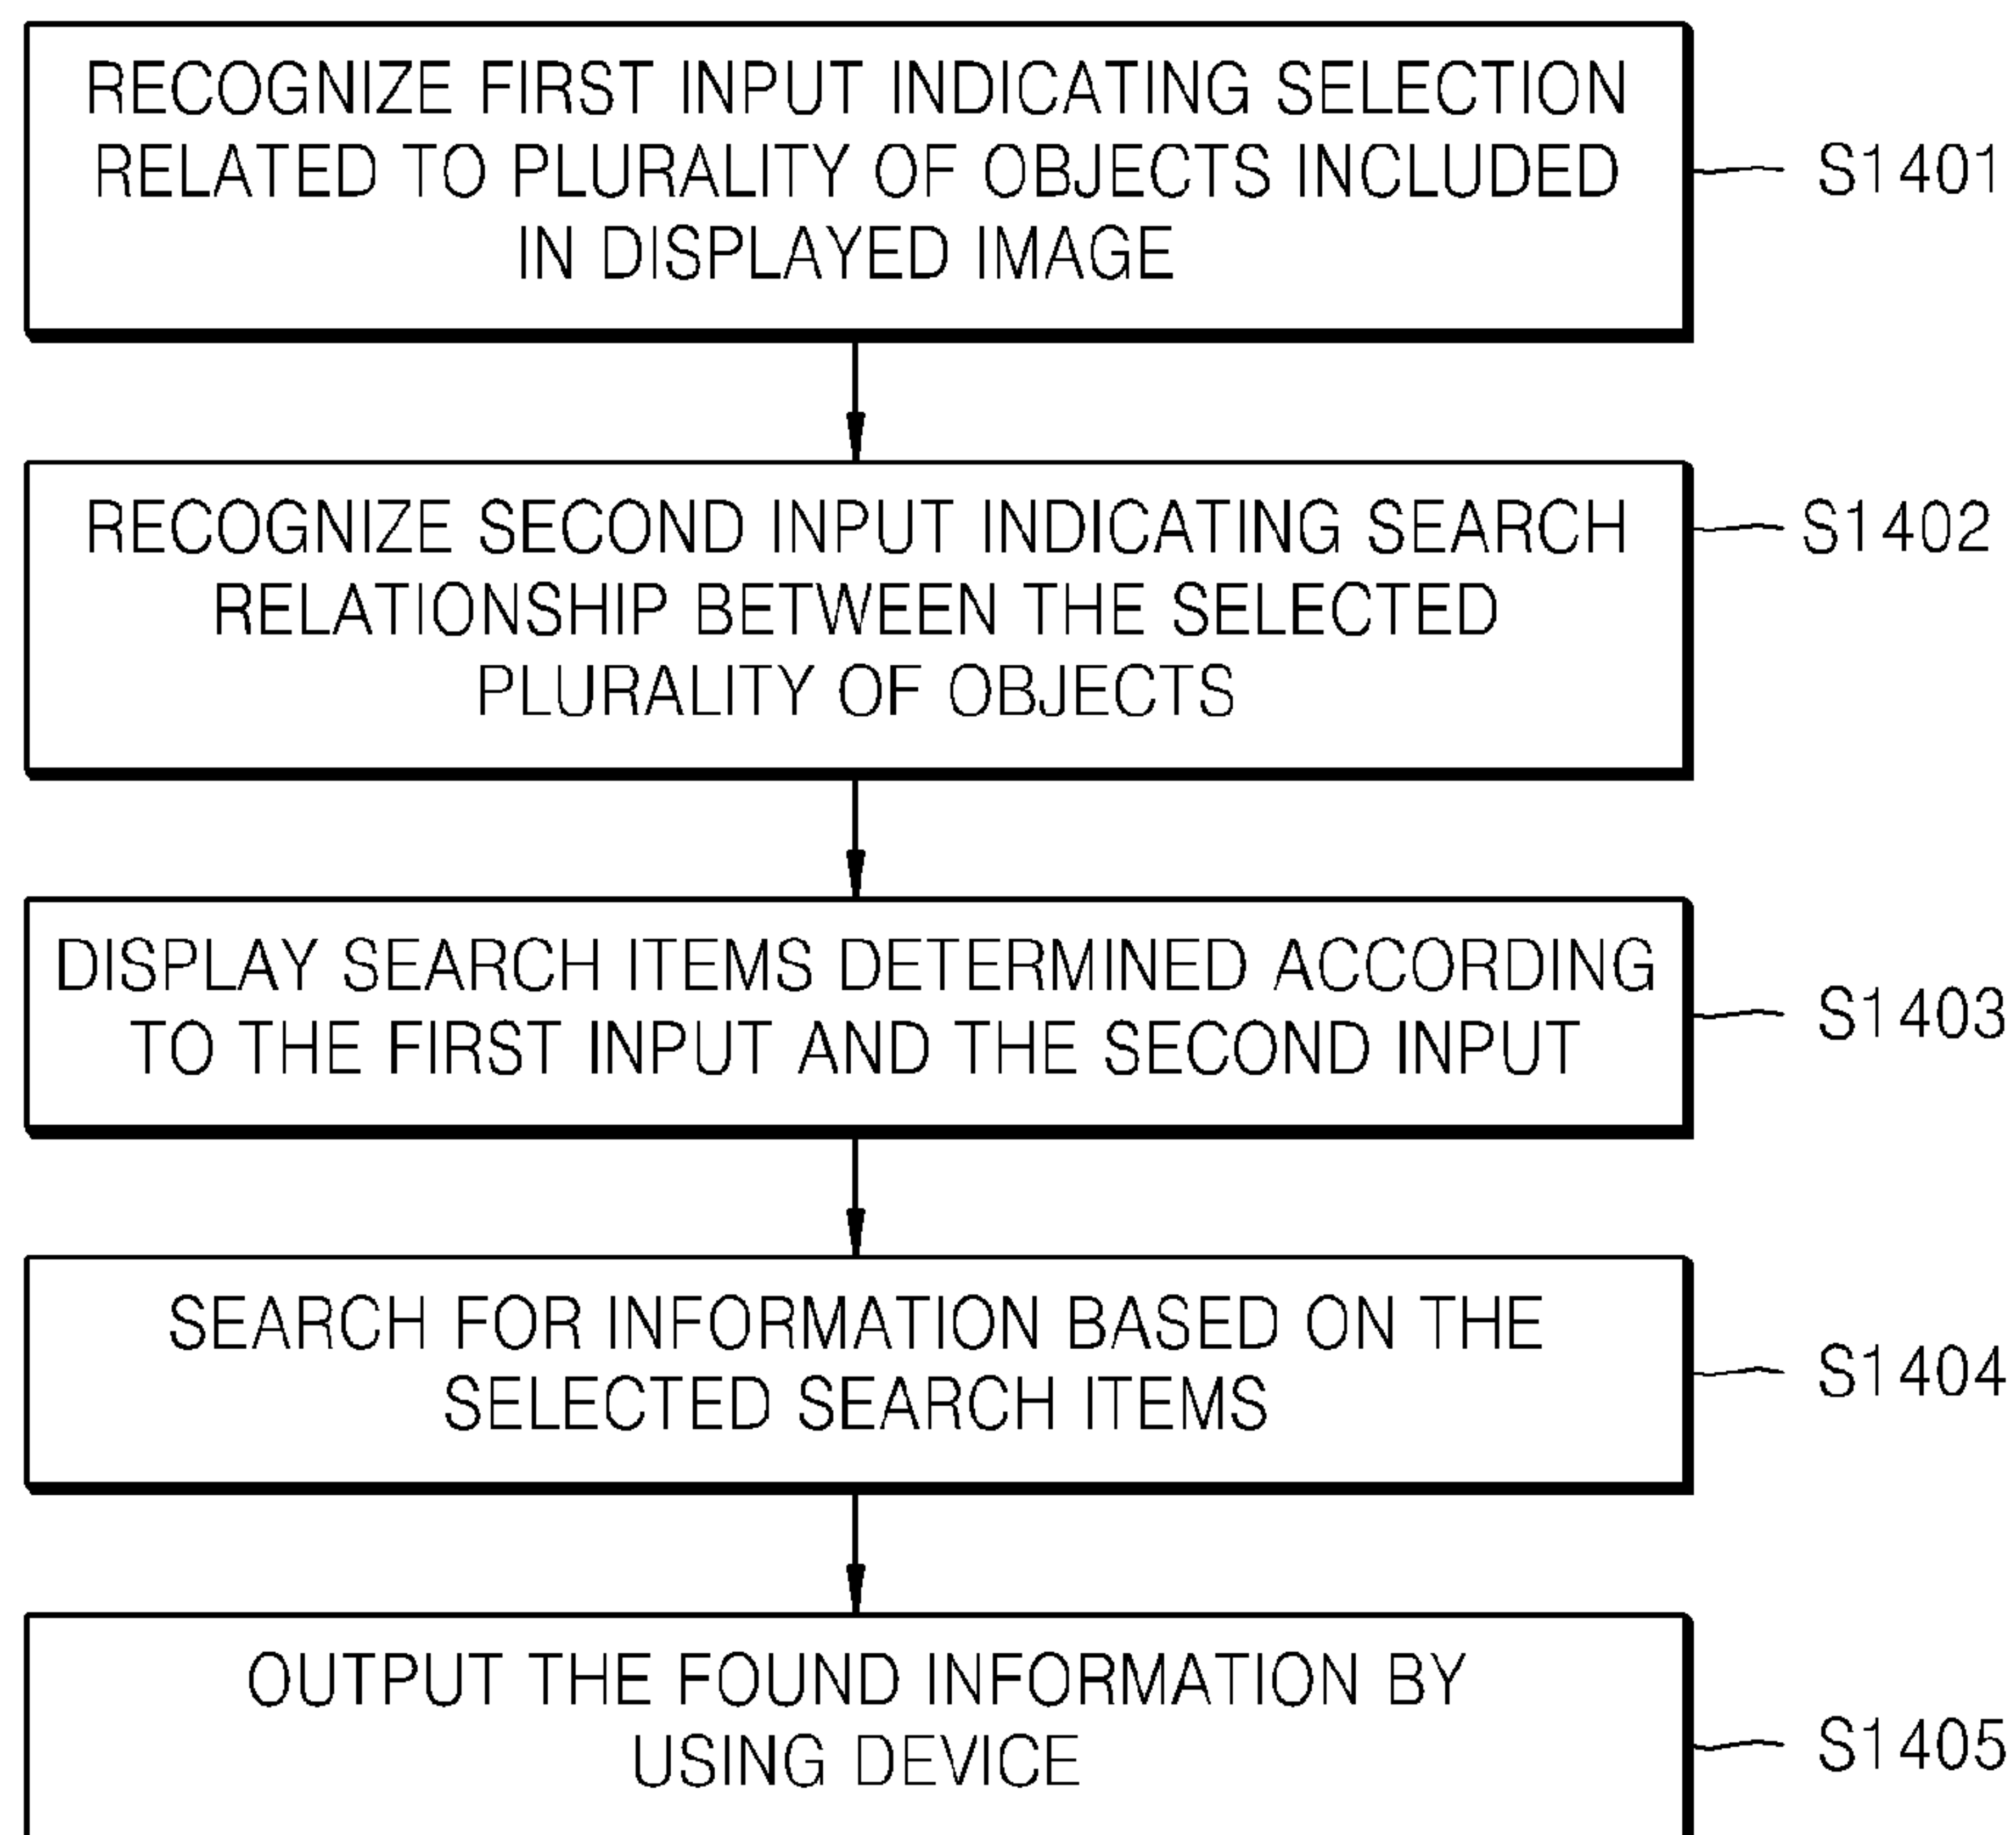 RECOGNIZE FIRST INPUT INDICATING SELECTION
RELATED TO PLURALITY OF OBJECTS INCLUDED
IN DISPLAYED IMAGE
S1401
RECOGNIZE SECOND INPUT INDICATING SEARCH
RELATIONSHIP BETWEEN THE SELECTED
PLURALITY OF OBJECTS
S1402
DISPLAY SEARCH ITEMS DETERMINED ACCORDING
TO THE FIRST INPUT AND THE SECOND INPUT
S1403
SEARCH FOR INFORMATION BASED ON THE
SELECTED SEARCH ITEMS
S1404
OUTPUT THE FOUND INFORMATION BY
USING DEVICE
S1405